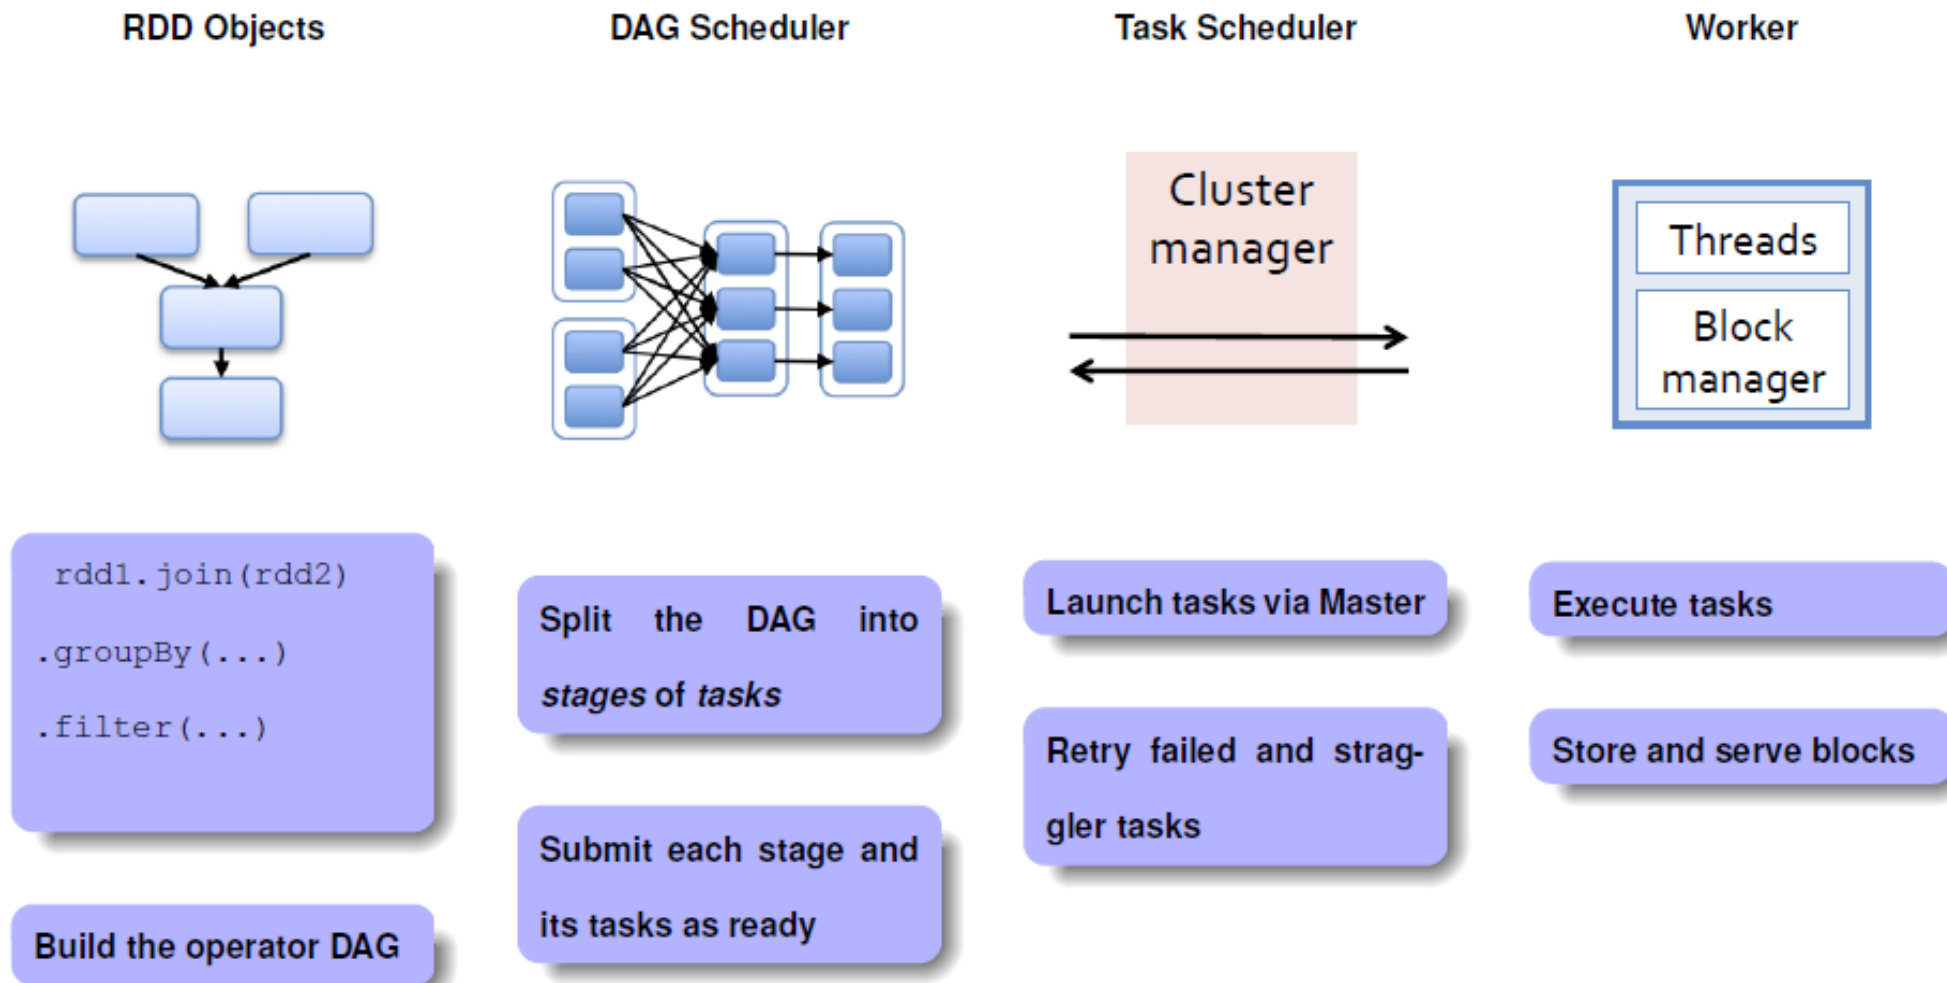 RDD Objects
DAG Scheduler
Task Scheduler
Worker
Cluster
manager
Threads
Block
manager
rdd1.join(rdd2)
.groupBy(...)
.filter(...)
Build the operator DAG
Split the DAG into
stages of tasks
Submit each stage and
its tasks as ready
Launch tasks via Master
Retry failed and strag-
gler tasks
Execute tasks
Store and serve blocks